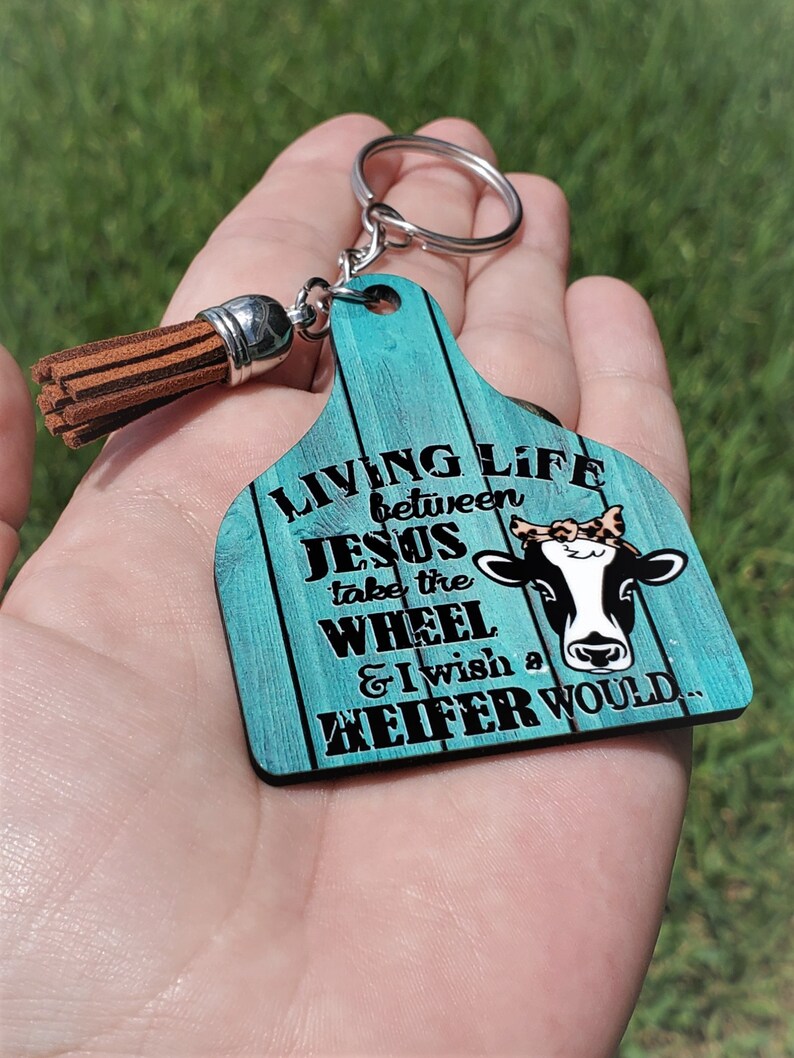 LIVING LIFE
between
JESUS
take the
WHEEL
& I wish a
HEIFER WOULD...